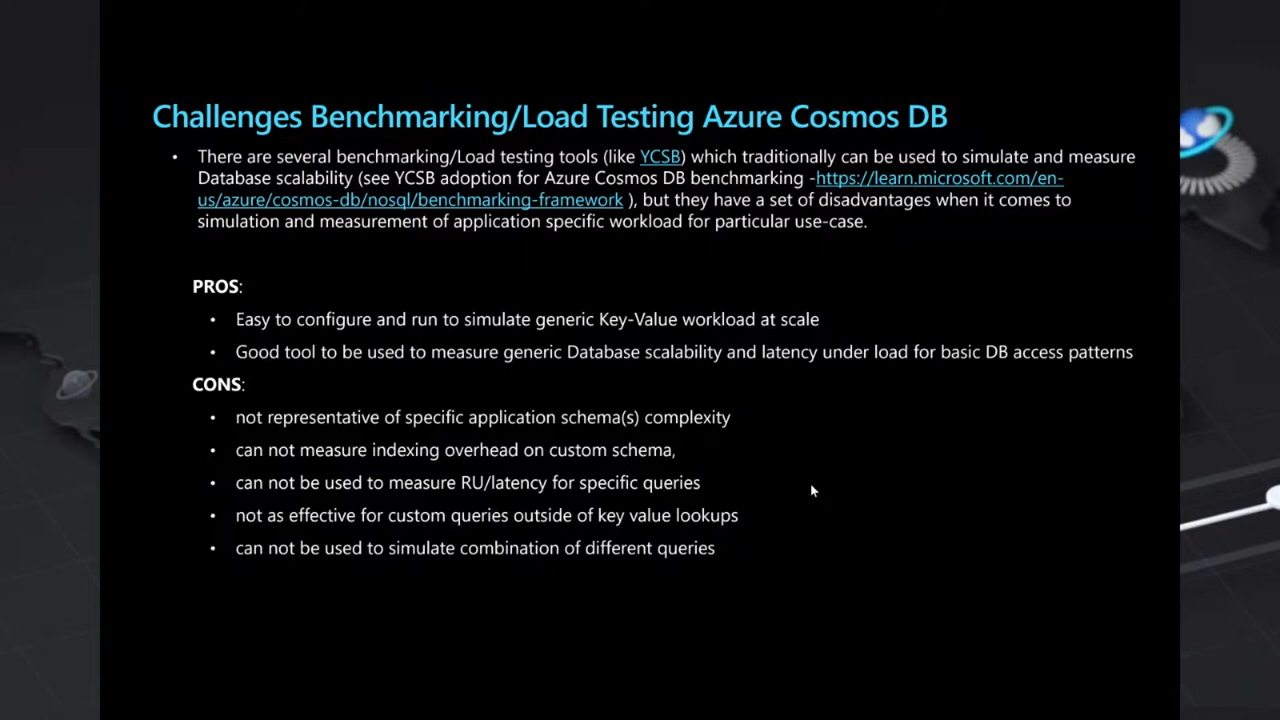 Challenges Benchmarking/Load Testing Azure Cosmos DB
• There are several benchmarking/Load testing tools (like YCSB) which traditionally can be used to simulate and measure
Database scalability (see YCSB adoption for Azure Cosmos DB benchmarking -https://learn.microsoft.com/en-
us/azure/cosmos-db/nosql/benchmarking-framework ), but they have a set of disadvantages when it comes to
simulation and measurement of application specific workload for particular use-case.
PROS:
• Easy to configure and run to simulate generic Key-Value workload at scale
• Good tool to be used to measure generic Database scalability and latency under load for basic DB access patterns
CONS:
• not representative of specific application schema(s) complexity
• can not measure indexing overhead on custom schema,
• can not be used to measure RU/latency for specific queries
• not as effective for custom queries outside of key value lookups
• can not be used to simulate combination of different queries